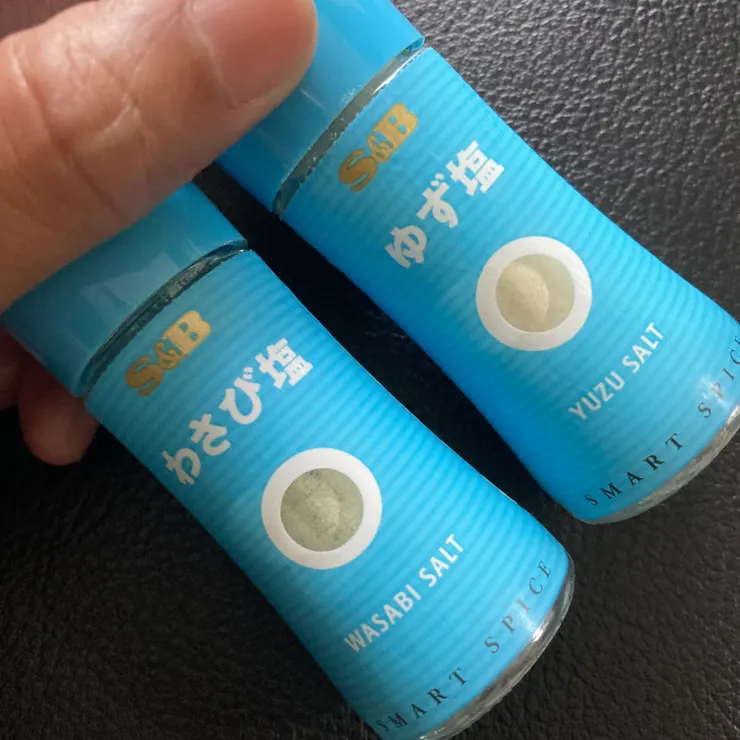 S&B
わさび塩
WASABI SALT
SMART SPICE
S&B
ゆず塩
YUZU SALT
SMART SPICE